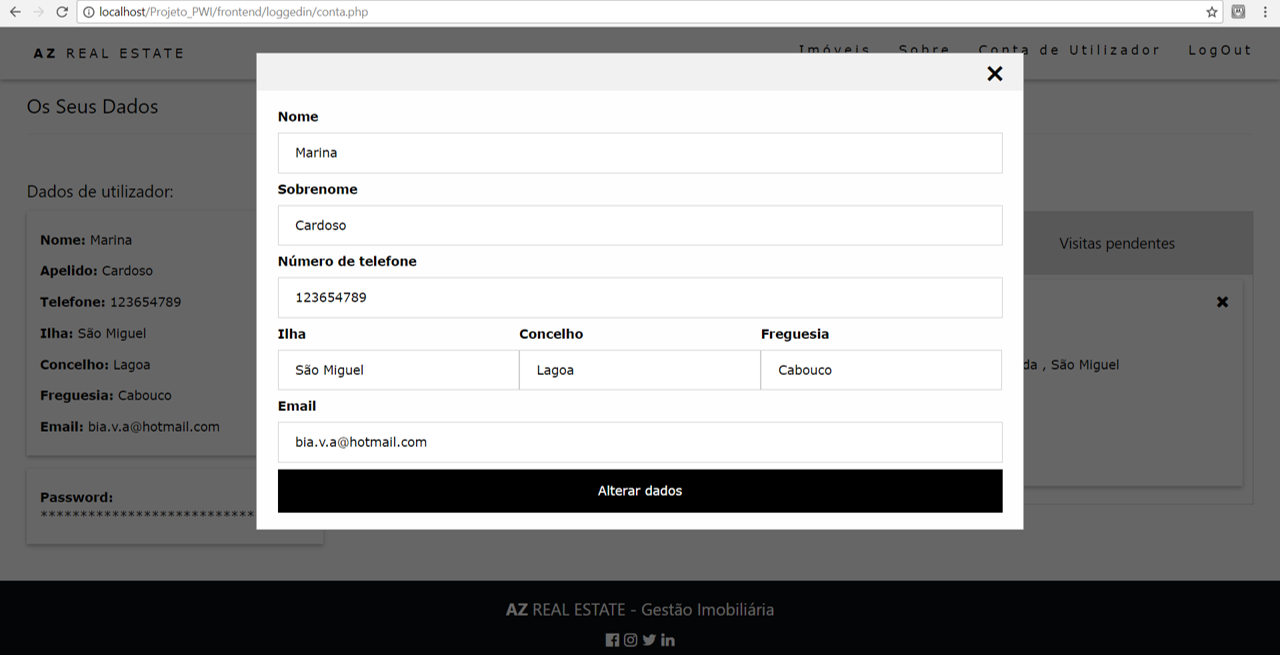 localhost/Projeto_PWI/frontend/loggedin/conta.php
AZ REAL ESTATE
Imóveis Sobre Conta de Utilizador LogOut
Os Seus Dados
Dados de utilizador:
Nome: Marina
Apelido: Cardoso
Telefone: 123654789
Ilha: São Miguel
Concelho: Lagoa
Freguesia: Cabouco
Email: bia.v.a@hotmail.com
Password:
***************************
Nome
Marina
Sobrenome
Cardoso
Número de telefone
123654789
Ilha Concelho Freguesia
São Miguel Lagoa Cabouco
Email
bia.v.a@hotmail.com
Alterar dados
Visitas pendentes
da , São Miguel
AZ REAL ESTATE - Gestão Imobiliária